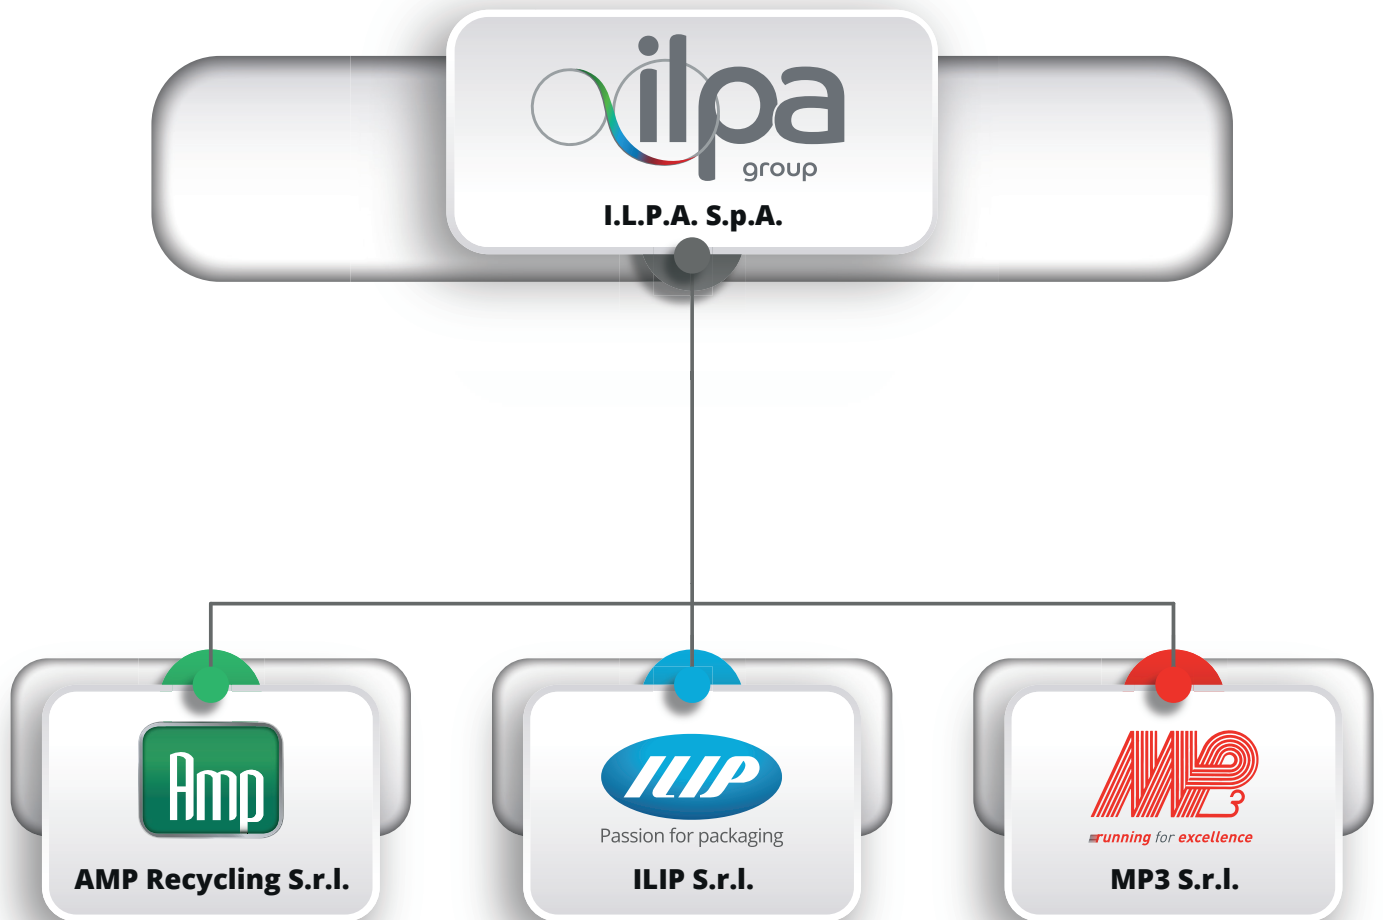 ilpa
group
I.L.P.A. S.p.A.
Amp
AMP Recycling S.r.l.
ILIP
Passion for packaging
ILIP S.r.l.
MP3
running for excellence
MP3 S.r.l.